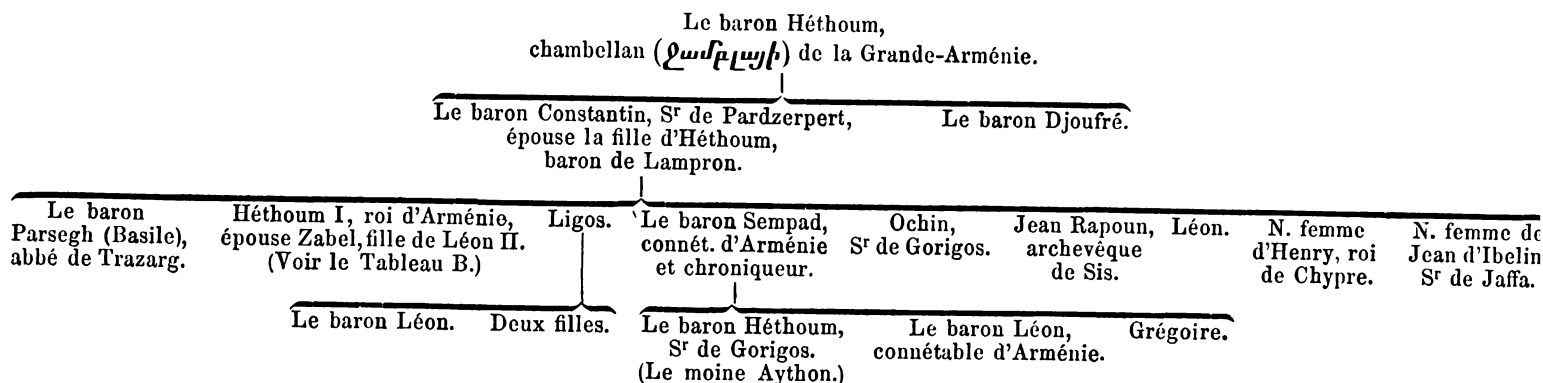 Le baron Héthoum,
chambellan (ջամբլայի) de la Grande-Arménie.
Le baron Constantin, Sʳ de Pardzerpert,
épouse la fille d'Héthoum,
baron de Lampron.
Le baron Djoufré.
Le baron
Parsegh (Basile),
abbé de Trazarg.
Héthoum I, roi d'Arménie,
épouse Zabel, fille de Léon II.
(Voir le Tableau B.)
Ligos.
Le baron Sempad,
connét. d'Arménie
et chroniqueur.
Ochin,
Sʳ de Gorigos.
Jean Rapoun,
archevêque
de Sis.
Léon.
N. femme
d'Henry, roi
de Chypre.
N. femme de
Jean d'Ibelin
Sʳ de Jaffa.
Le baron Léon.
Deux filles.
Le baron Héthoum,
Sʳ de Gorigos.
(Le moine Aython.)
Le baron Léon,
connétable d'Arménie.
Grégoire.